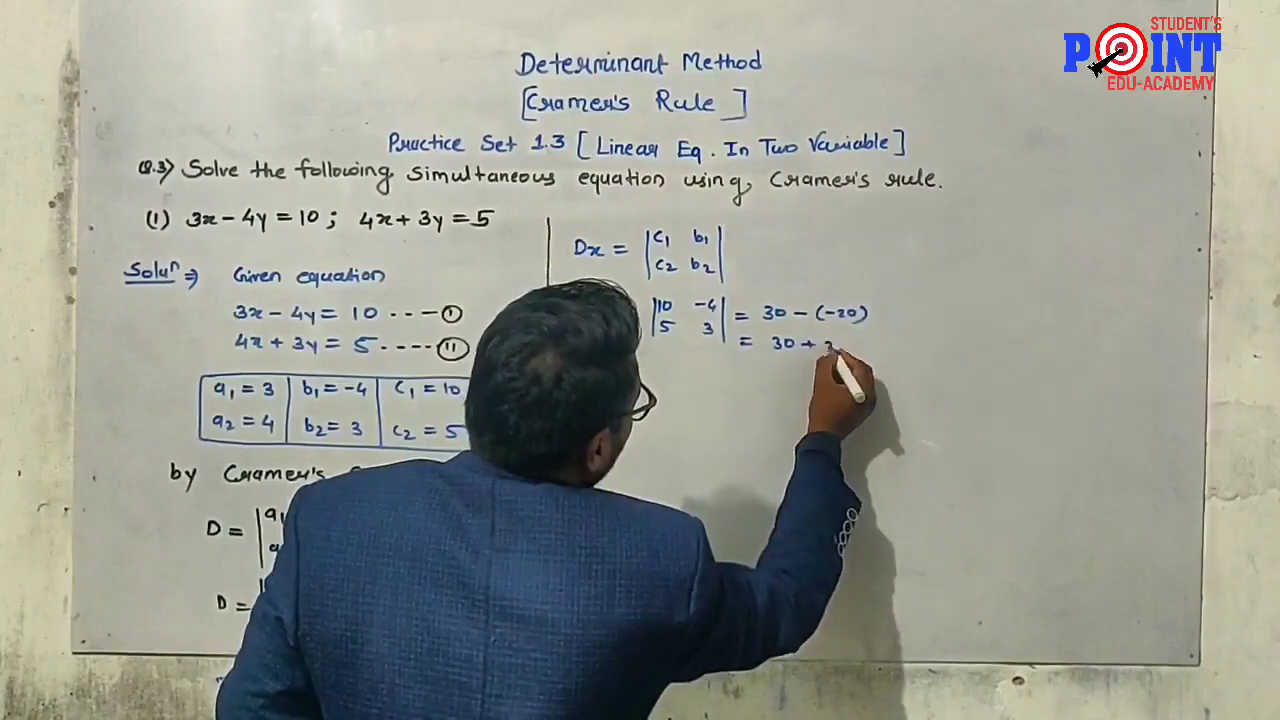 STUDENT'S
POINT
EDU-ACADEMY
Determinant Method
[Cramer's Rule]
Practice Set 1.3 [Linear Eq. In Two Variable]
Q.3) Solve the following simultaneous equation using Cramer's rule.
(1) 3x - 4y = 10 ; 4x + 3y = 5
Soluⁿ ⇒ Given equation
3x - 4y = 10 ---- (I)
4x + 3y = 5 ----- (II)
a₁ = 3 | b₁ = -4 | c₁ = 10
a₂ = 4 | b₂ = 3 | c₂ = 5
by Cramer's
D = | a₁
D =
Dx = | c₁ b₁ |
| c₂ b₂ |
| 10 -4 | = 30 - (-20)
| 5 3 |
= 30 +